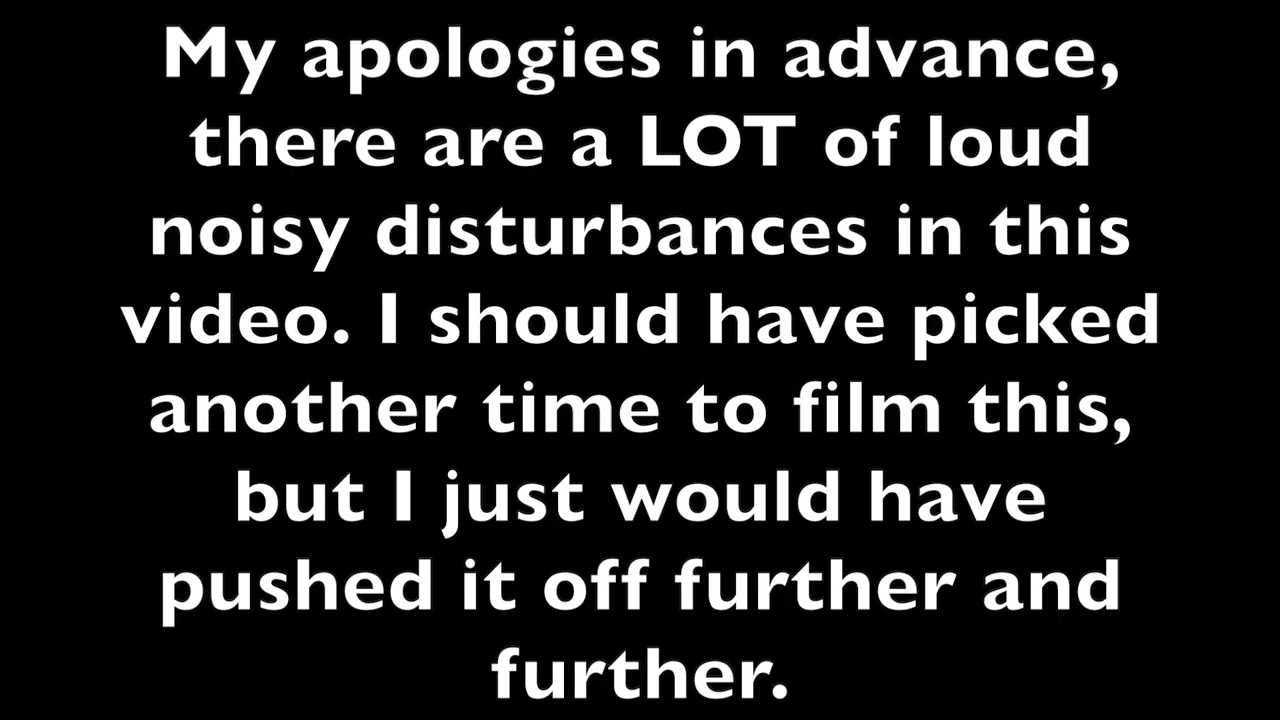 My apologies in advance,
there are a LOT of loud
noisy disturbances in this
video. I should have picked
another time to film this,
but I just would have
pushed it off further and
further.